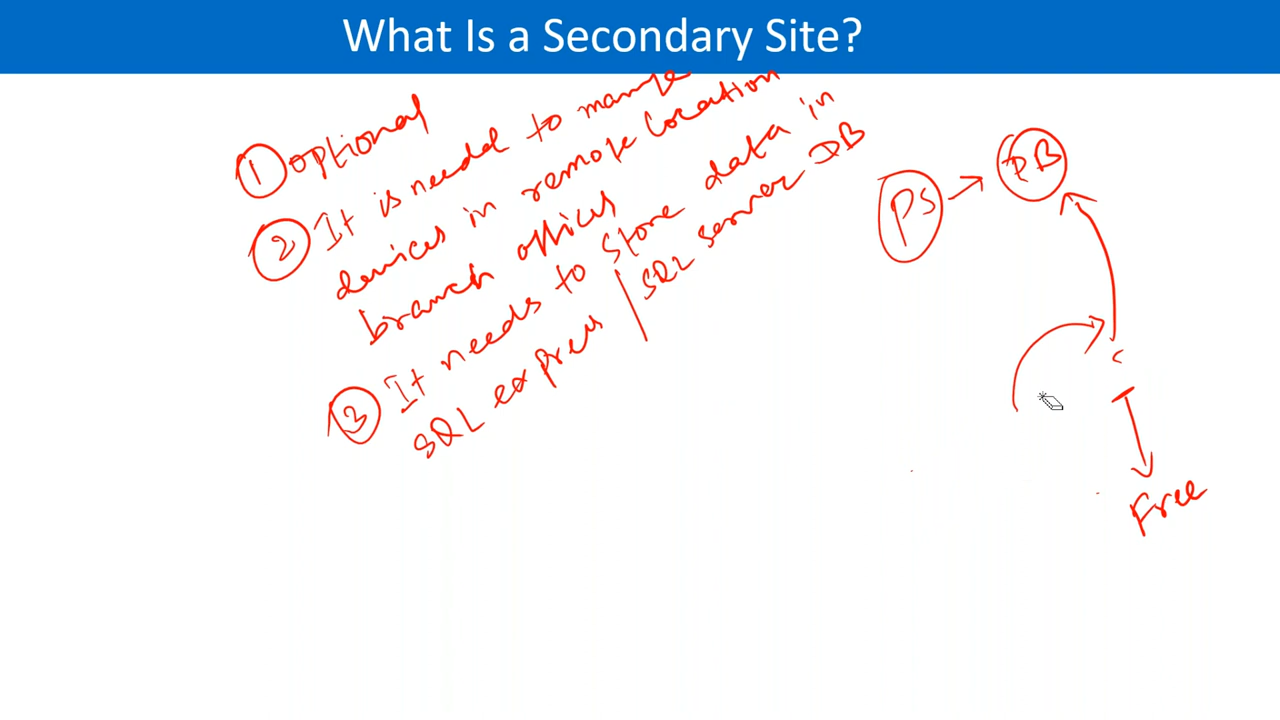 What Is a Secondary Site?
1 optional
2 It is needed to manage
devices in remote location
branch offices
3 It needs to store data in
SQL express / SQL server DB
PS → DB
Free